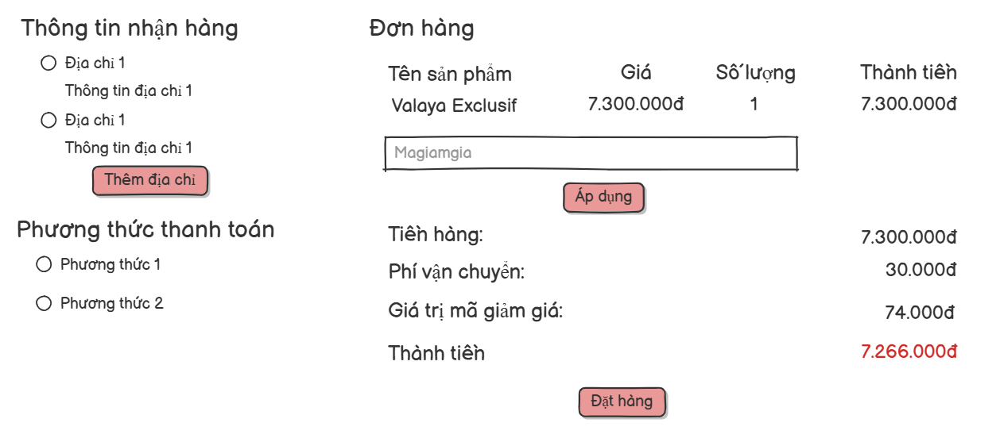 Thông tin nhận hàng
Địa chỉ 1
Thông tin địa chỉ 1
Địa chỉ 1
Thông tin địa chỉ 1
Thêm địa chỉ
Phương thức thanh toán
Phương thức 1
Phương thức 2
Đơn hàng
Tên sản phẩm Giá Số lượng Thành tiền
Valaya Exclusif 7.300.000đ 1 7.300.000đ
Magiamgia
Áp dụng
Tiền hàng: 7.300.000đ
Phí vận chuyển: 30.000đ
Giá trị mã giảm giá: 74.000đ
Thành tiền 7.266.000đ
Đặt hàng